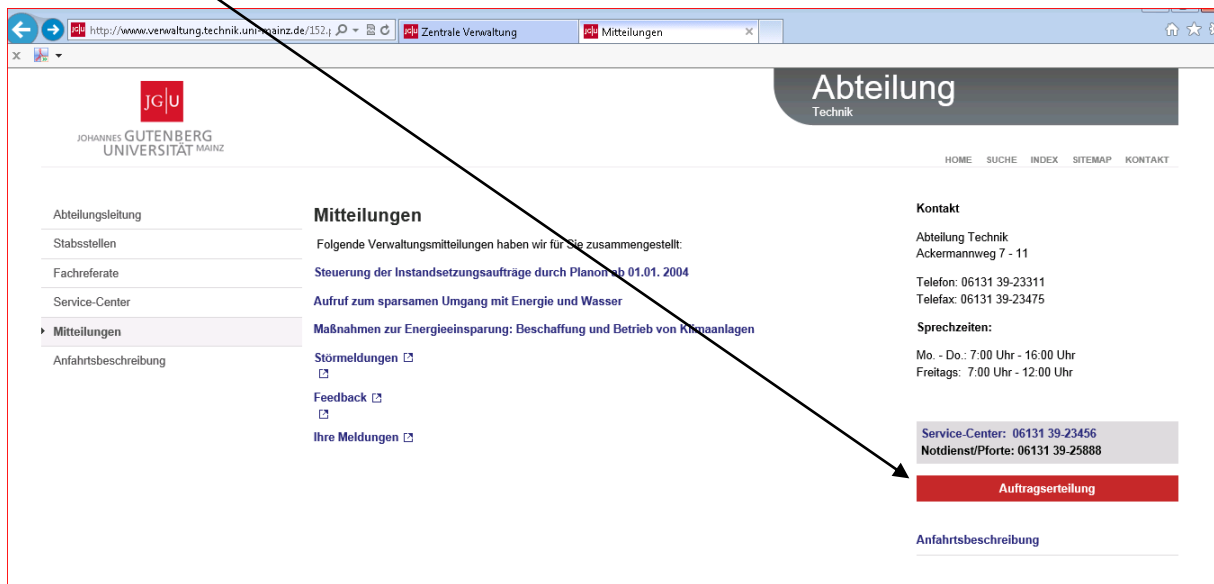 http://www.verwaltung.technik.uni-mainz.de/152.
Zentrale Verwaltung
Mitteilungen
JG|U
JOHANNES GUTENBERG
UNIVERSITÄT MAINZ
Abteilung
Technik
HOME SUCHE INDEX SITEMAP KONTAKT
Abteilungsleitung
Stabsstellen
Fachreferate
Service-Center
Mitteilungen
Anfahrtsbeschreibung
Mitteilungen
Folgende Verwaltungsmitteilungen haben wir für Sie zusammengestellt:
Steuerung der Instandsetzungsaufträge durch Planon ab 01.01. 2004
Aufruf zum sparsamen Umgang mit Energie und Wasser
Maßnahmen zur Energieeinsparung: Beschaffung und Betrieb von Klimaanlagen
Störmeldungen
Feedback
Ihre Meldungen
Kontakt
Abteilung Technik
Ackermannweg 7 - 11
Telefon: 06131 39-23311
Telefax: 06131 39-23475
Sprechzeiten:
Mo. - Do.: 7:00 Uhr - 16:00 Uhr
Freitags: 7:00 Uhr - 12:00 Uhr
Service-Center: 06131 39-23456
Notdienst/Pforte: 06131 39-25888
Auftragserteilung
Anfahrtsbeschreibung